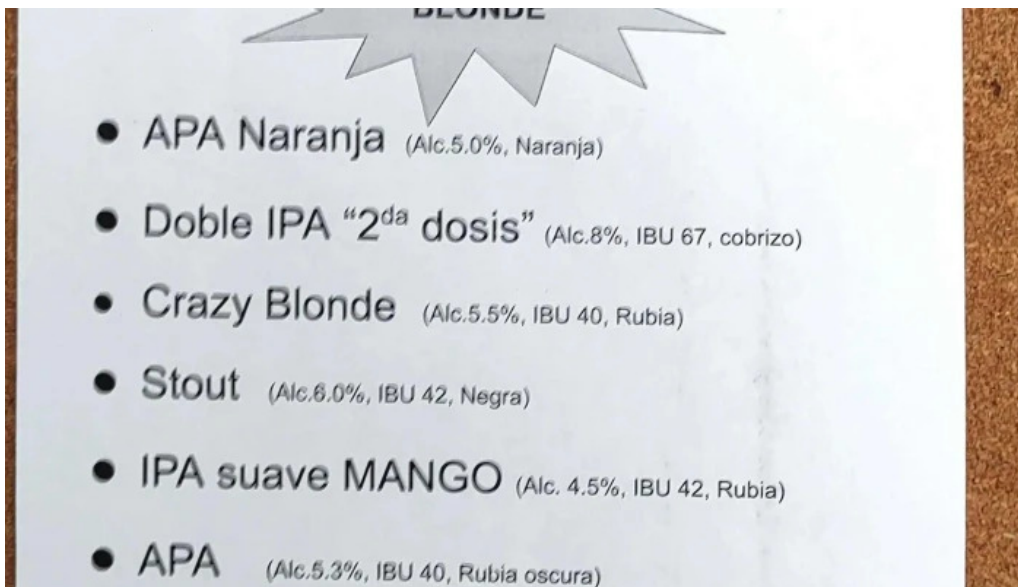 BLONDE
• APA Naranja (Alc.5.0%, Naranja)
• Doble IPA “2da dosis” (Alc.8%, IBU 67, cobrizo)
• Crazy Blonde (Alc.5.5%, IBU 40, Rubia)
• Stout (Alc.6.0%, IBU 42, Negra)
• IPA suave MANGO (Alc. 4.5%, IBU 42, Rubia)
• APA (Alc.5.3%, IBU 40, Rubia oscura)